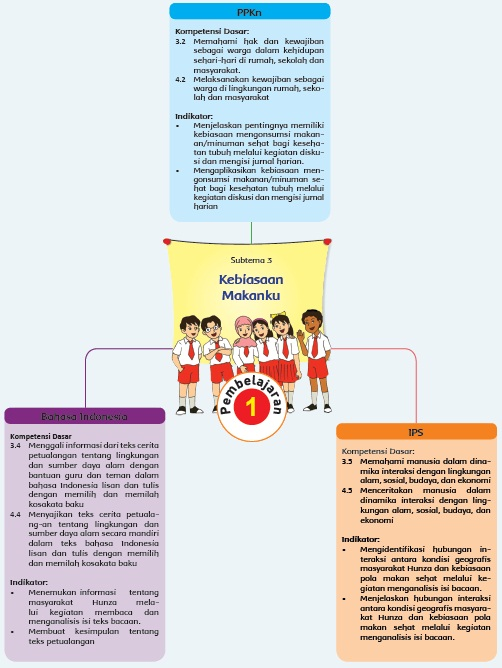 PPKn
Kompetensi Dasar:
3.2 Memahami hak dan kewajiban
sebagai warga dalam kehidupan
sehari-hari di rumah, sekolah dan
masyarakat.
4.2 Melaksanakan kewajiban sebagai
warga di lingkungan rumah, seko-
lah dan masyarakat
Indikator:
• Menjelaskan pentingnya memiliki
kebiasaan mengonsumsi makan-
an/minuman sehat bagi keseha-
tan tubuh melalui kegiatan disku-
si dan mengisi jurnal harian.
• Mengaplikasikan kebiasaan men-
gonsumsi makanan/minuman se-
hat bagi kesehatan tubuh melalui
kegiatan diskusi dan mengisi jurnal
harian
Subtema 3
Kebiasaan
Makanku
Pembelajaran
1
Bahasa Indonesia
Kompetensi Dasar
3.4 Menggali informasi dari teks cerita
petualangan tentang lingkungan
dan sumber daya alam dengan
bantuan guru dan teman dalam
bahasa Indonesia lisan dan tulis
dengan memilih dan memilah
kosakata baku
4.4 Menyajikan teks cerita petuala-
ng-an tentang lingkungan dan
sumber daya alam secara mandiri
dalam teks bahasa Indonesia
lisan dan tulis dengan memilih
dan memilah kosakata baku
Indikator:
• Menemukan informasi tentang
masyarakat Hunza mela-
lui kegiatan membaca dan
menganalisis isi teks bacaan.
• Membuat kesimpulan tentang
teks petualangan
IPS
Kompetensi Dasar:
3.5 Memahami manusia dalam dina-
mika interaksi dengan lingkungan
alam, sosial, budaya, dan ekonomi
4.5 Menceritakan manusia dalam
dinamika interaksi dengan ling-
kungan alam, sosial, budaya, dan
ekonomi
Indikator:
• Mengidentifikasi hubungan in-
teraksi antara kondisi geografis
masyarakat Hunza dan kebiasaan
pola makan sehat melalui ke-
giatan menganalisis isi bacaan.
• Menjelaskan hubungan interaksi
antara kondisi geografis masyara-
kat Hunza dan kebiasaan pola
makan sehat melalui kegiatan
menganalisis isi bacaan.